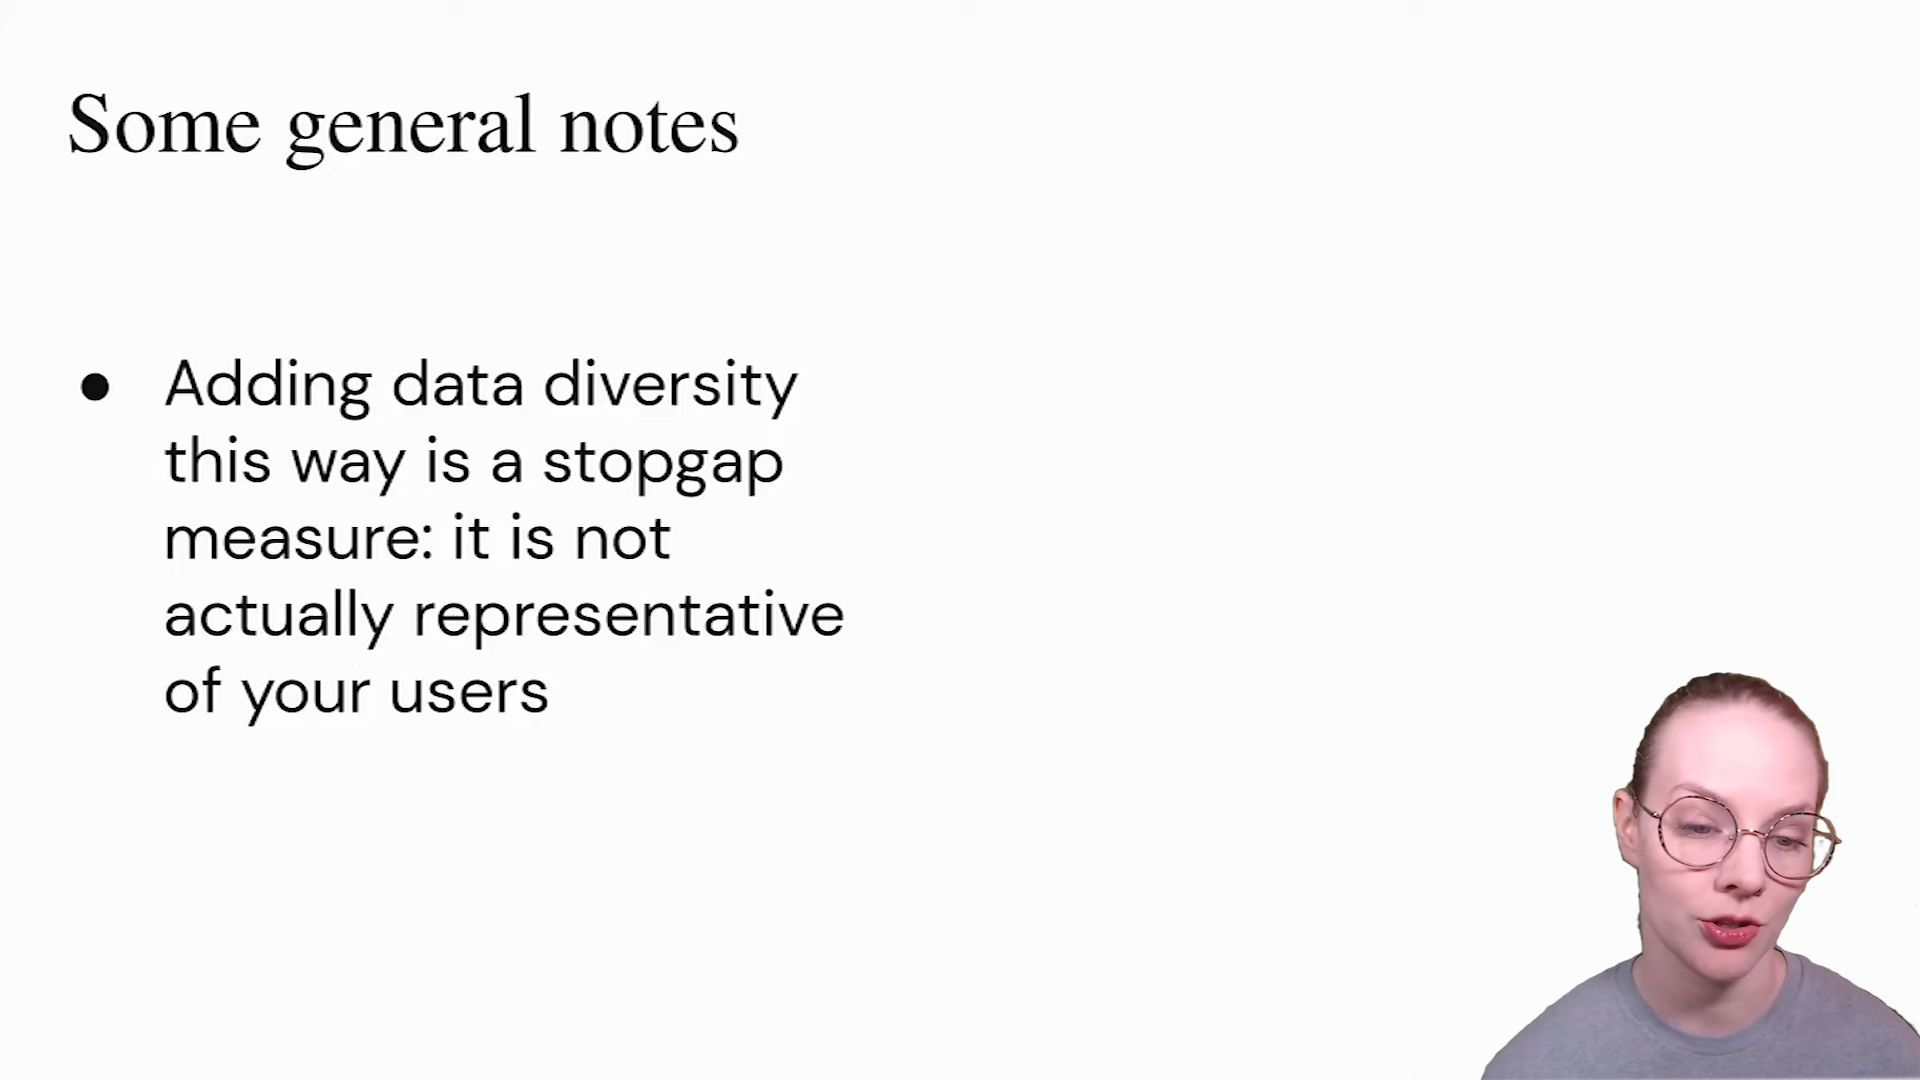 Some general notes
● Adding data diversity
this way is a stopgap
measure: it is not
actually representative
of your users